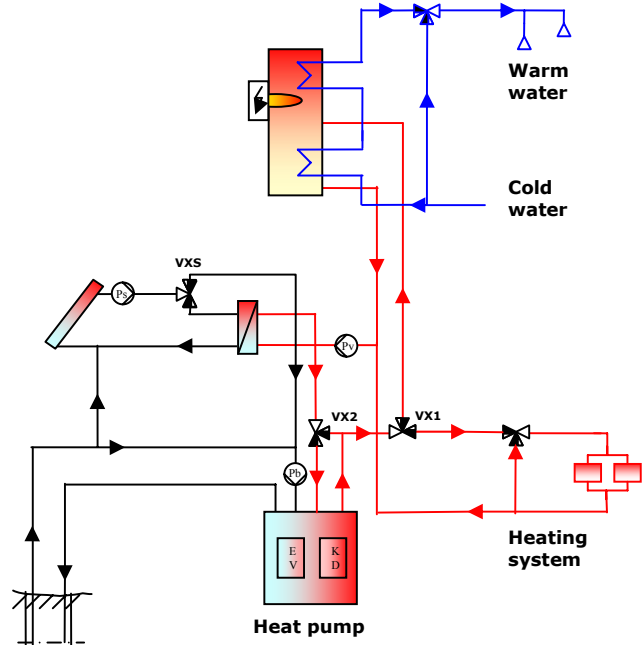 Warm
water
Cold
water
VXS
Ps
Pv
VX2
VX1
Pb
E
V
K
D
Heating
system
Heat pump